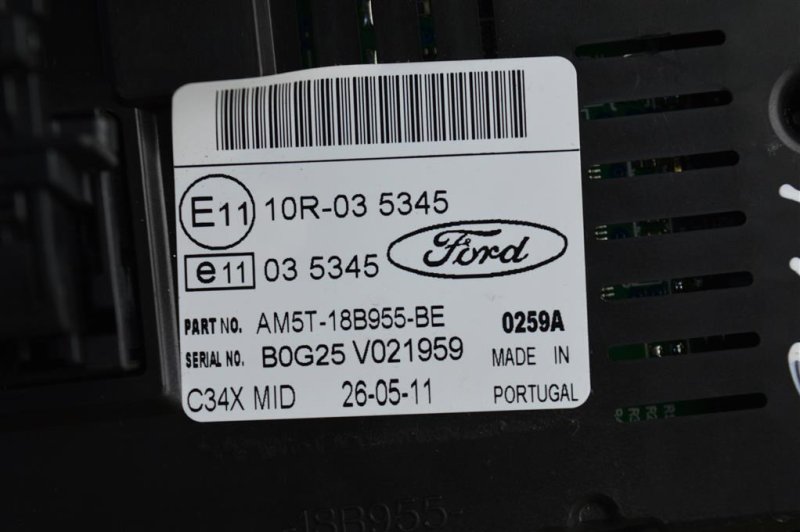 E11 10R-03 5345
e11 03 5345 Ford
PART NO. AM5T-18B955-BE 0259A
SERIAL NO. B0G25 V021959 MADE IN
C34X MID 26-05-11 PORTUGAL
-18B955-